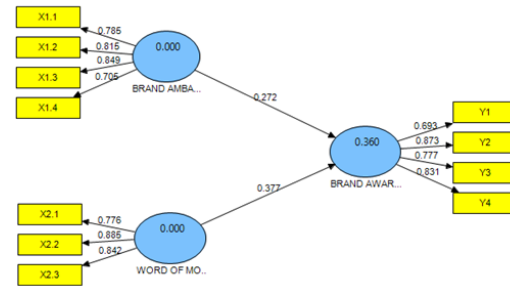 X1.1
0.785
X1.2
0.815
X1.3
0.849
X1.4
0.705
0.000
BRAND AMBA...
0.272
0.360
BRAND AWAR...
0.693
Y1
0.873
Y2
0.777
Y3
0.831
Y4
0.377
X2.1
0.776
X2.2
0.885
X2.3
0.842
0.000
WORD OF MO..